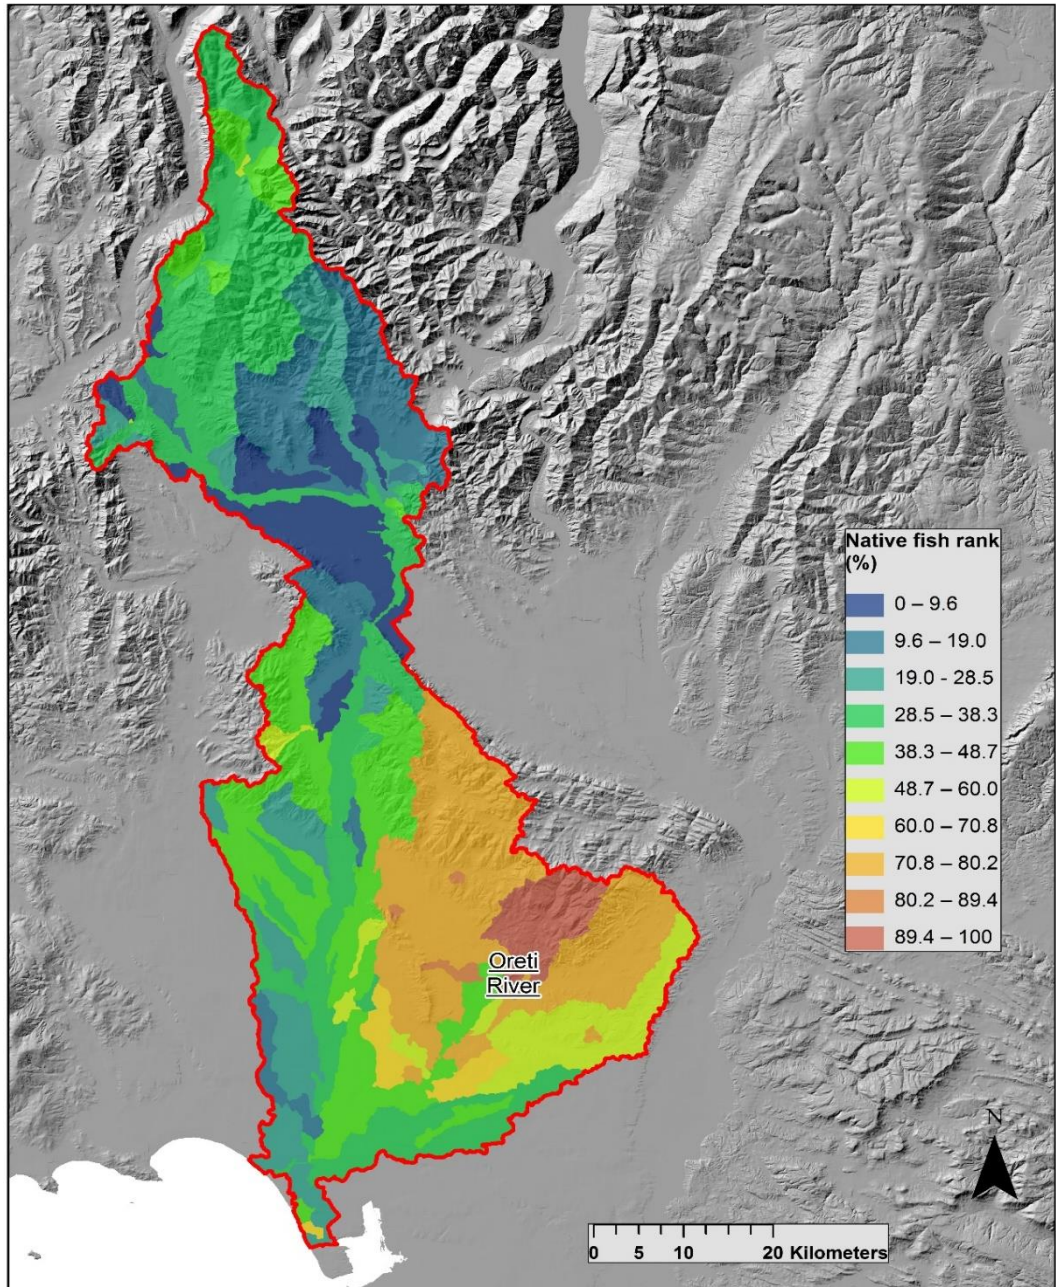 Native fish rank
(%)
0 – 9.6
9.6 – 19.0
19.0 - 28.5
28.5 – 38.3
38.3 – 48.7
48.7 – 60.0
60.0 – 70.8
70.8 – 80.2
80.2 – 89.4
89.4 – 100
Oreti
River
N
0 5 10 20 Kilometers